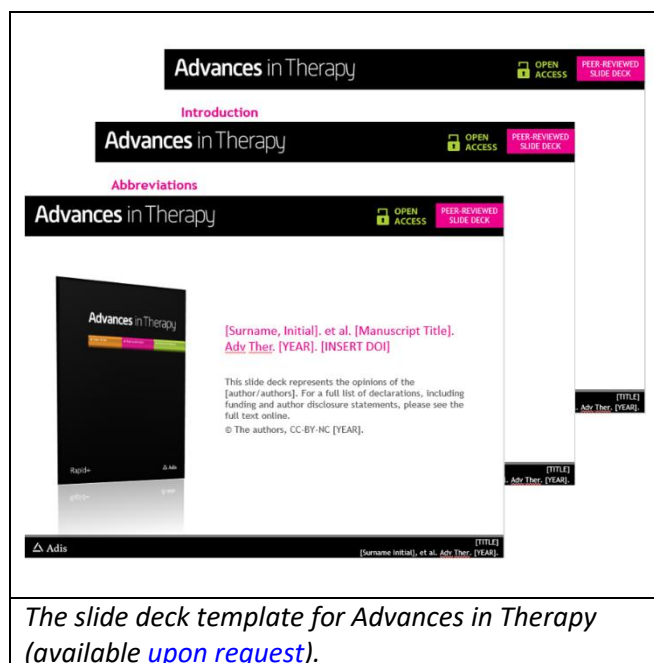 Advances in Therapy
OPEN ACCESS
PEER-REVIEWED SLIDE DECK
Introduction
Advances in Therapy
OPEN ACCESS
PEER-REVIEWED SLIDE DECK
Abbreviations
Advances in Therapy
OPEN ACCESS
PEER-REVIEWED SLIDE DECK
Advances in Therapy
Rapid+
Adis
[Surname, Initial]. et al. [Manuscript Title].
Adv Ther. [YEAR]. [INSERT DOI]
This slide deck represents the opinions of the
[author/authors]. For a full list of declarations, including
funding and author disclosure statements, please see the
full text online.
© The authors, CC-BY-NC [YEAR].
[TITLE]
. Adv Ther. [YEAR].
[TITLE]
. Adv Ther. [YEAR].
Adis
[TITLE]
[Surname Initial], et al. Adv Ther. [YEAR].
The slide deck template for Advances in Therapy
(available upon request).